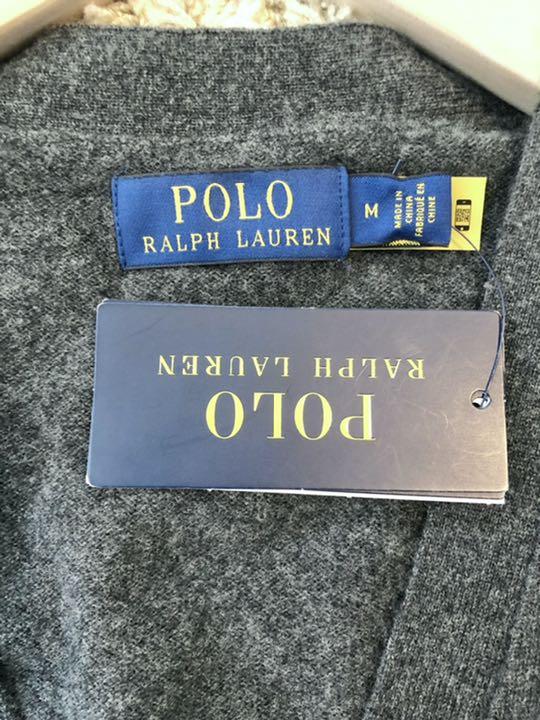 POLO
RALPH LAUREN
M
MADE IN
CHINA
FABRIQUÉ EN
CHINE
POLO
RALPH LAUREN